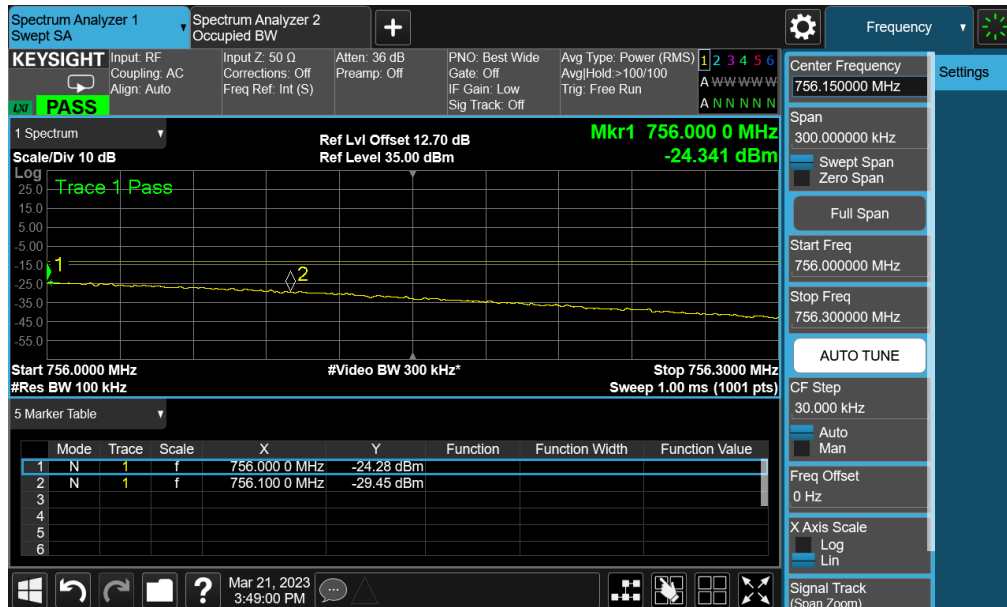 Spectrum Analyzer 1
Swept SA
Spectrum Analyzer 2
Occupied BW
+
Frequency
KEYSIGHT
Input: RF
Coupling: AC
Align: Auto
Input Z: 50 Ω
Corrections: Off
Freq Ref: Int (S)
Atten: 36 dB
Preamp: Off
PNO: Best Wide
Gate: Off
IF Gain: Low
Sig Track: Off
Avg Type: Power (RMS)
Avg|Hold:>100/100
Trig: Free Run
1 2 3 4 5 6
A W W W W W
A N N N N N
LXI PASS
1 Spectrum
Scale/Div 10 dB
Ref Lvl Offset 12.70 dB
Ref Level 35.00 dBm
Mkr1 756.000 0 MHz
-24.341 dBm
Log
Trace 1 Pass
25.0
15.0
5.00
-5.00
-15.0
-25.0
-35.0
-45.0
-55.0
1
2
Start 756.0000 MHz
#Res BW 100 kHz
#Video BW 300 kHz*
Stop 756.3000 MHz
Sweep 1.00 ms (1001 pts)
5 Marker Table
Mode Trace Scale X Y Function Function Width Function Value
1 N 1 f 756.000 0 MHz -24.28 dBm
2 N 1 f 756.100 0 MHz -29.45 dBm
3
4
5
6
Mar 21, 2023
3:49:00 PM
Center Frequency
756.150000 MHz
Settings
Span
300.000000 kHz
Swept Span
Zero Span
Full Span
Start Freq
756.000000 MHz
Stop Freq
756.300000 MHz
AUTO TUNE
CF Step
30.000 kHz
Auto
Man
Freq Offset
0 Hz
X Axis Scale
Log
Lin
Signal Track
(Span Zoom)